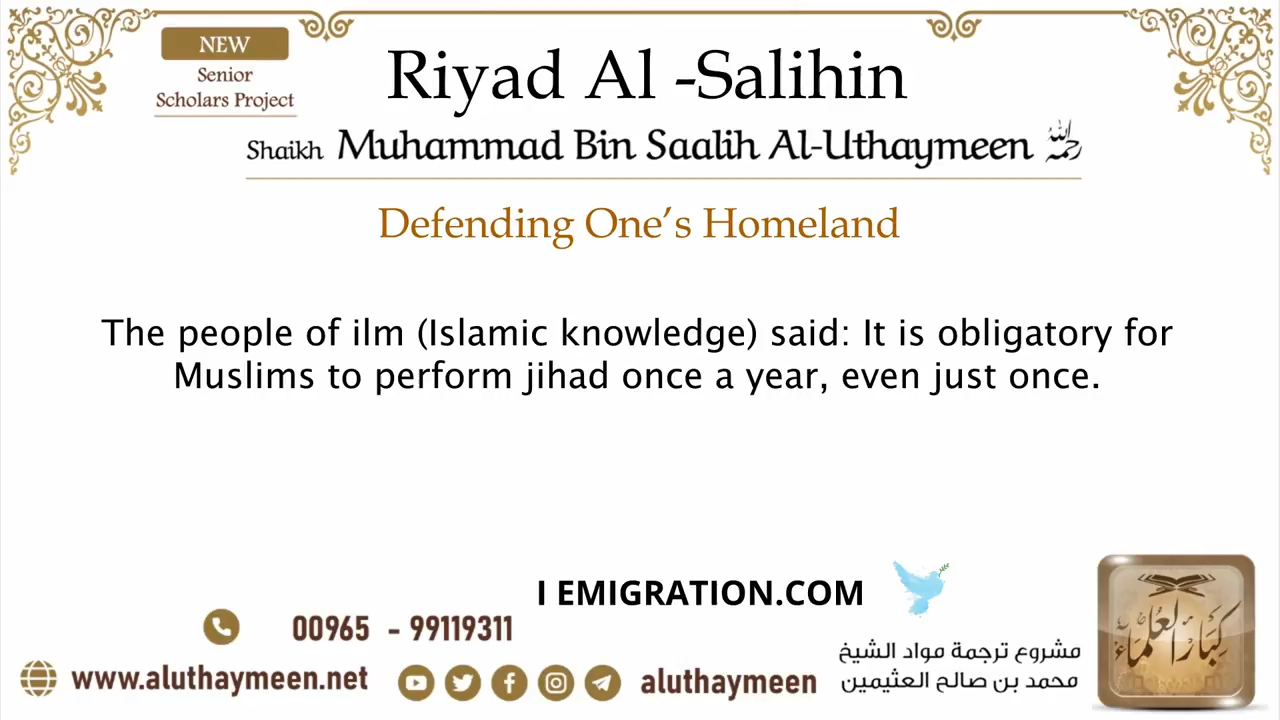 NEW
Senior
Scholars Project
Riyad Al -Salihin
Shaikh Muhammad Bin Saalih Al-Uthaymeen رحمه الله
Defending One’s Homeland
The people of ilm (Islamic knowledge) said: It is obligatory for
Muslims to perform jihad once a year, even just once.
I EMIGRATION.COM
00965 - 99119311
www.aluthaymeen.net
aluthaymeen
مشروع ترجمة مواد الشيخ
محمد بن صالح العثيمين
كبار العلماء